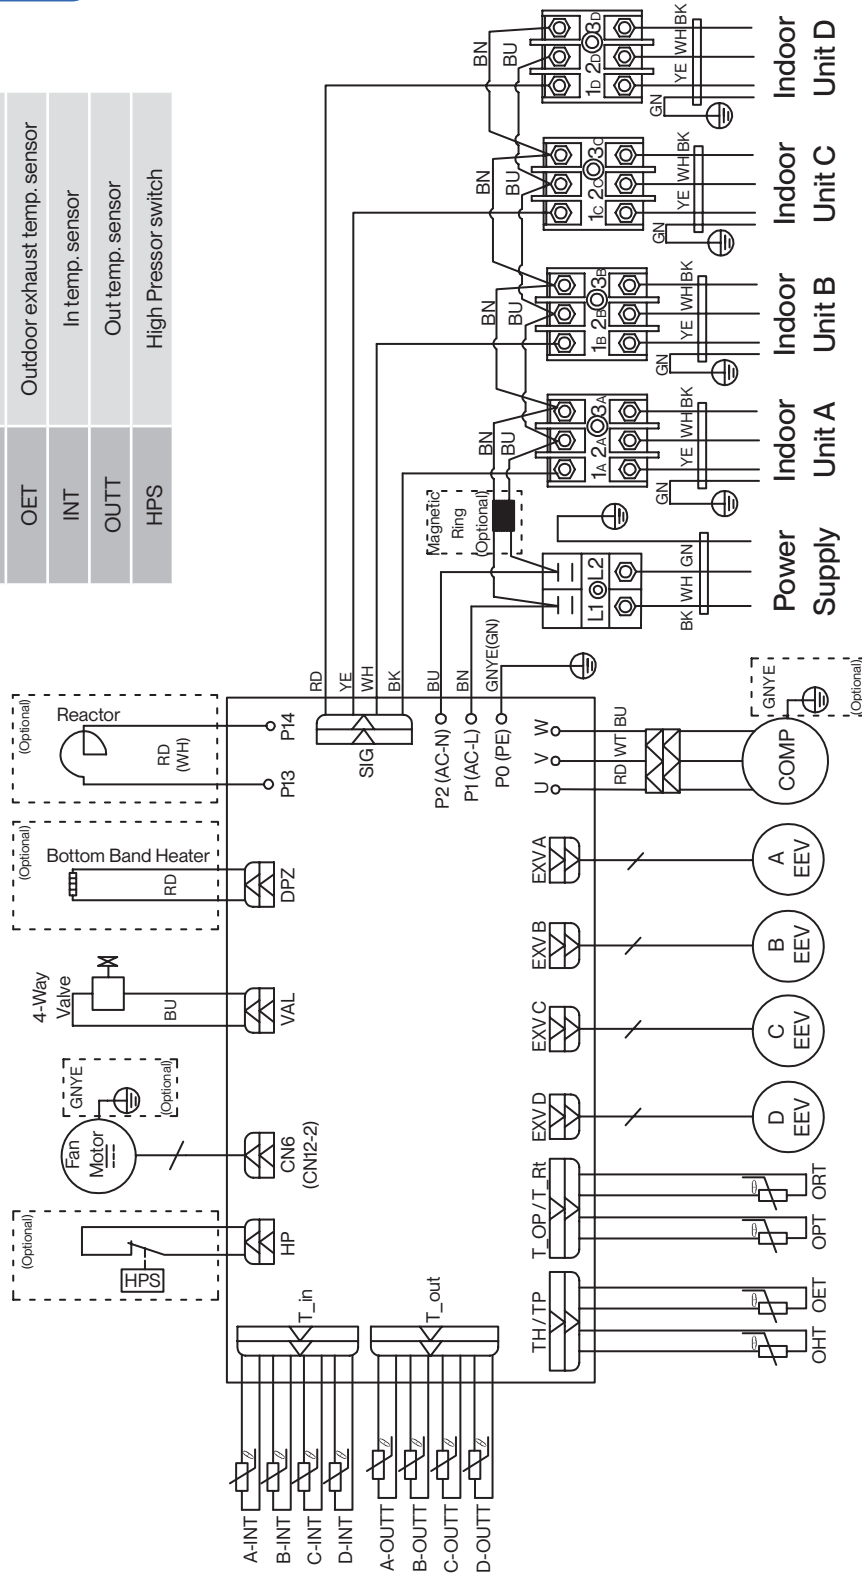 OET Outdoor exhaust temp. sensor
INT In temp. sensor
OUTT Out temp. sensor
HPS High Pressor switch
A-INT
B-INT
C-INT
D-INT
T_in
A-OUTT
B-OUTT
C-OUTT
D-OUTT
T_out
(Optional)
HPS
HP
Fan
Motor
GNYE
(Optional)
CN6
(CN12-2)
4-Way
Valve
BU
VAL
(Optional)
Bottom Band Heater
RD
DPZ
(Optional)
Reactor
RD
(WH)
P13
P14
RD
YE
WH
BK
SIG
BU
BN
GNYE(GN)
P2 (AC-N)
P1 (AC-L)
P0 (PE)
U
V
W
RD
WT
BU
COMP
GNYE
(Optional)
EXV A
A
EEV
EXV B
B
EEV
EXV C
C
EEV
EXV D
D
EEV
T_OP / T_Rt
OPT
ORT
TH / TP
OHT
OET
θ
θ
θ
θ
θ
θ
θ
θ
θ
θ
θ
θ
Magnetic
Ring
(Optional)
L1
L2
BK
WH
GN
Power
Supply
BN
BU
1A
2A
3A
GN
YE
WH
BK
Indoor
Unit A
BN
BU
1B
2B
3B
GN
YE
WH
BK
Indoor
Unit B
BN
BU
1C
2C
3C
GN
YE
WH
BK
Indoor
Unit C
BN
BU
1D
2D
3D
GN
YE
WH
BK
Indoor
Unit D